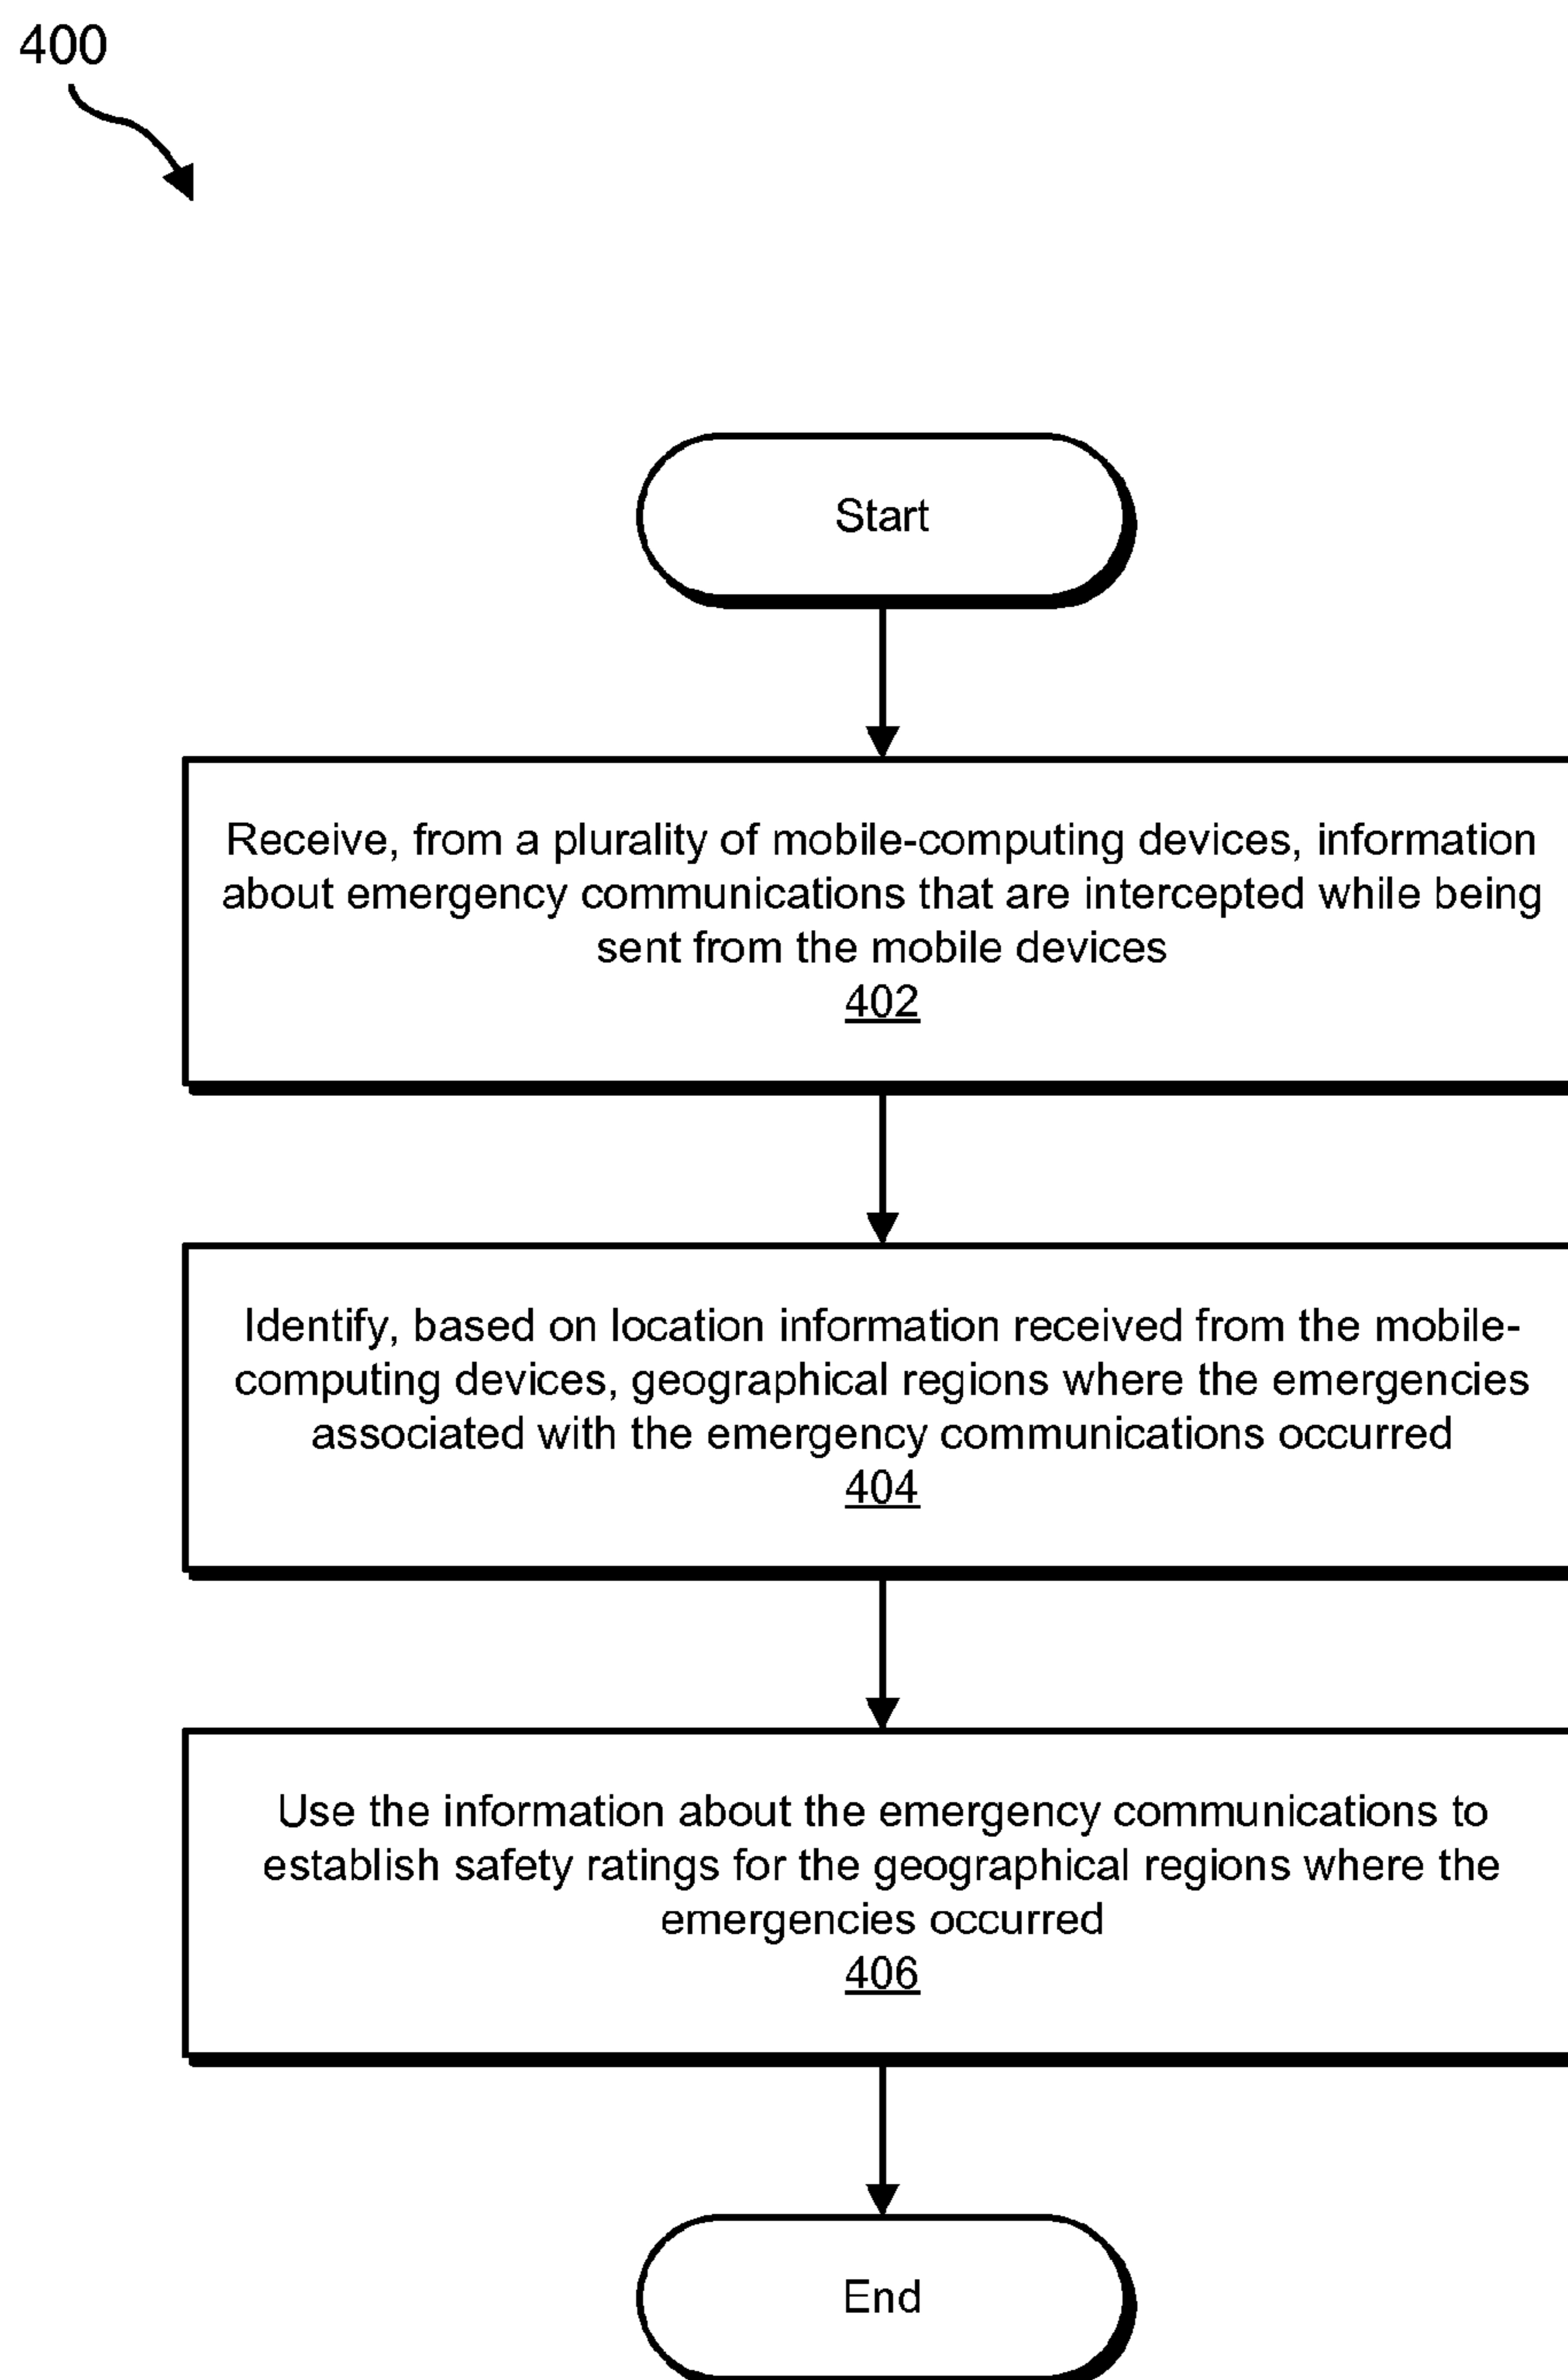 400
Start
Receive, from a plurality of mobile-computing devices, information
about emergency communications that are intercepted while being
sent from the mobile devices
402
Identify, based on location information received from the mobile-
computing devices, geographical regions where the emergencies
associated with the emergency communications occurred
404
Use the information about the emergency communications to
establish safety ratings for the geographical regions where the
emergencies occurred
406
End